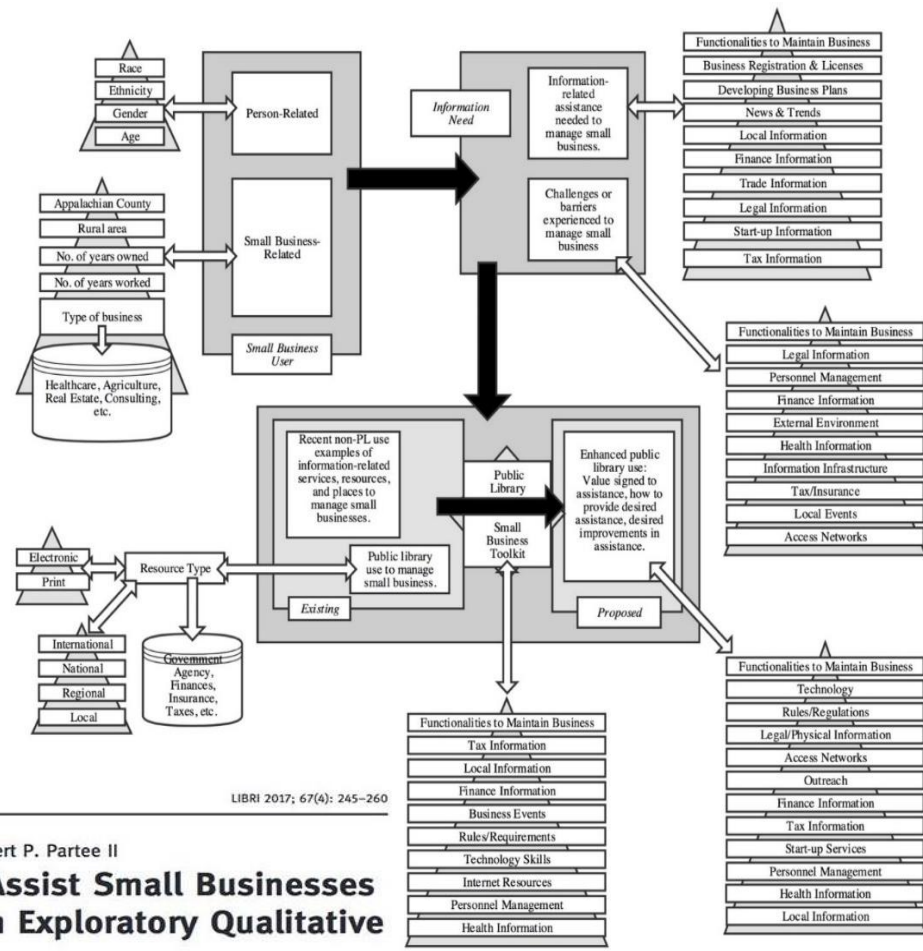 Race
Ethnicity
Gender
Age
Person-Related
Appalachian County
Rural area
No. of years owned
No. of years worked
Type of business
Healthcare, Agriculture,
Real Estate, Consulting,
etc.
Small Business-
Related
Small Business
User
Information
Need
Information-
related
assistance
needed to
manage small
business.
Challenges or
barriers
experienced to
manage small
business
Functionalities to Maintain Business
Business Registration & Licenses
Developing Business Plans
News & Trends
Local Information
Finance Information
Trade Information
Legal Information
Start-up Information
Tax Information
Functionalities to Maintain Business
Legal Information
Personnel Management
Finance Information
External Environment
Health Information
Information Infrastructure
Tax/Insurance
Local Events
Access Networks
Recent non-PL use
examples of
information-related
services, resources,
and places to
manage small
businesses.
Public library
use to manage
small business.
Existing
Public
Library
Small
Business
Toolkit
Enhanced public
library use:
Value signed to
assistance, how to
provide desired
assistance, desired
improvements in
assistance.
Proposed
Electronic
Print
Resource Type
International
National
Regional
Local
Government
Agency,
Finances,
Insurance,
Taxes, etc.
Functionalities to Maintain Business
Tax Information
Local Information
Finance Information
Business Events
Rules/Requirements
Technology Skills
Internet Resources
Personnel Management
Health Information
Functionalities to Maintain Business
Technology
Rules/Regulations
Legal/Physical Information
Access Networks
Outreach
Finance Information
Tax Information
Start-up Services
Personnel Management
Health Information
Local Information
LIBRI 2017; 67(4): 245–260
ert P. Partee II
Assist Small Businesses
n Exploratory Qualitative